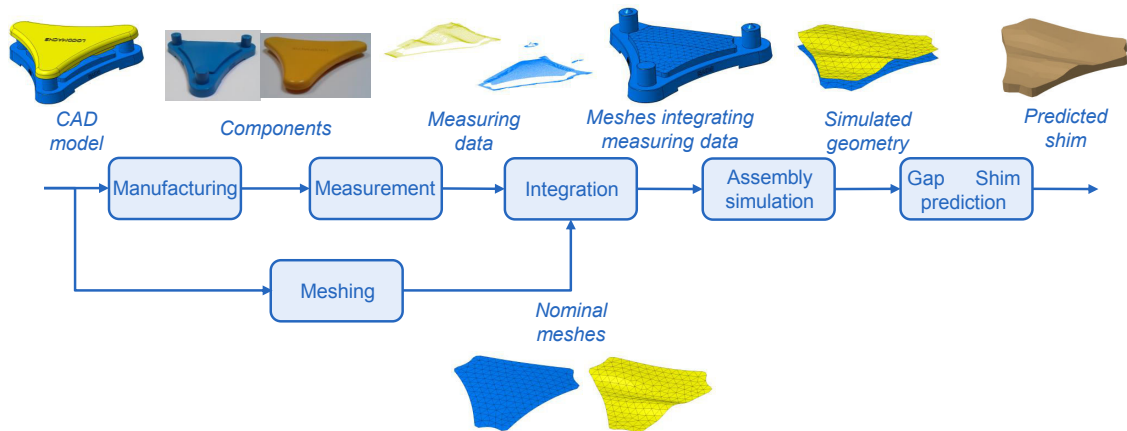 CAD
model
Components
Measuring
data
Meshes integrating
measuring data
Simulated
geometry
Predicted
shim
Manufacturing
Measurement
Integration
Assembly
simulation
Gap Shim
prediction
Meshing
Nominal
meshes